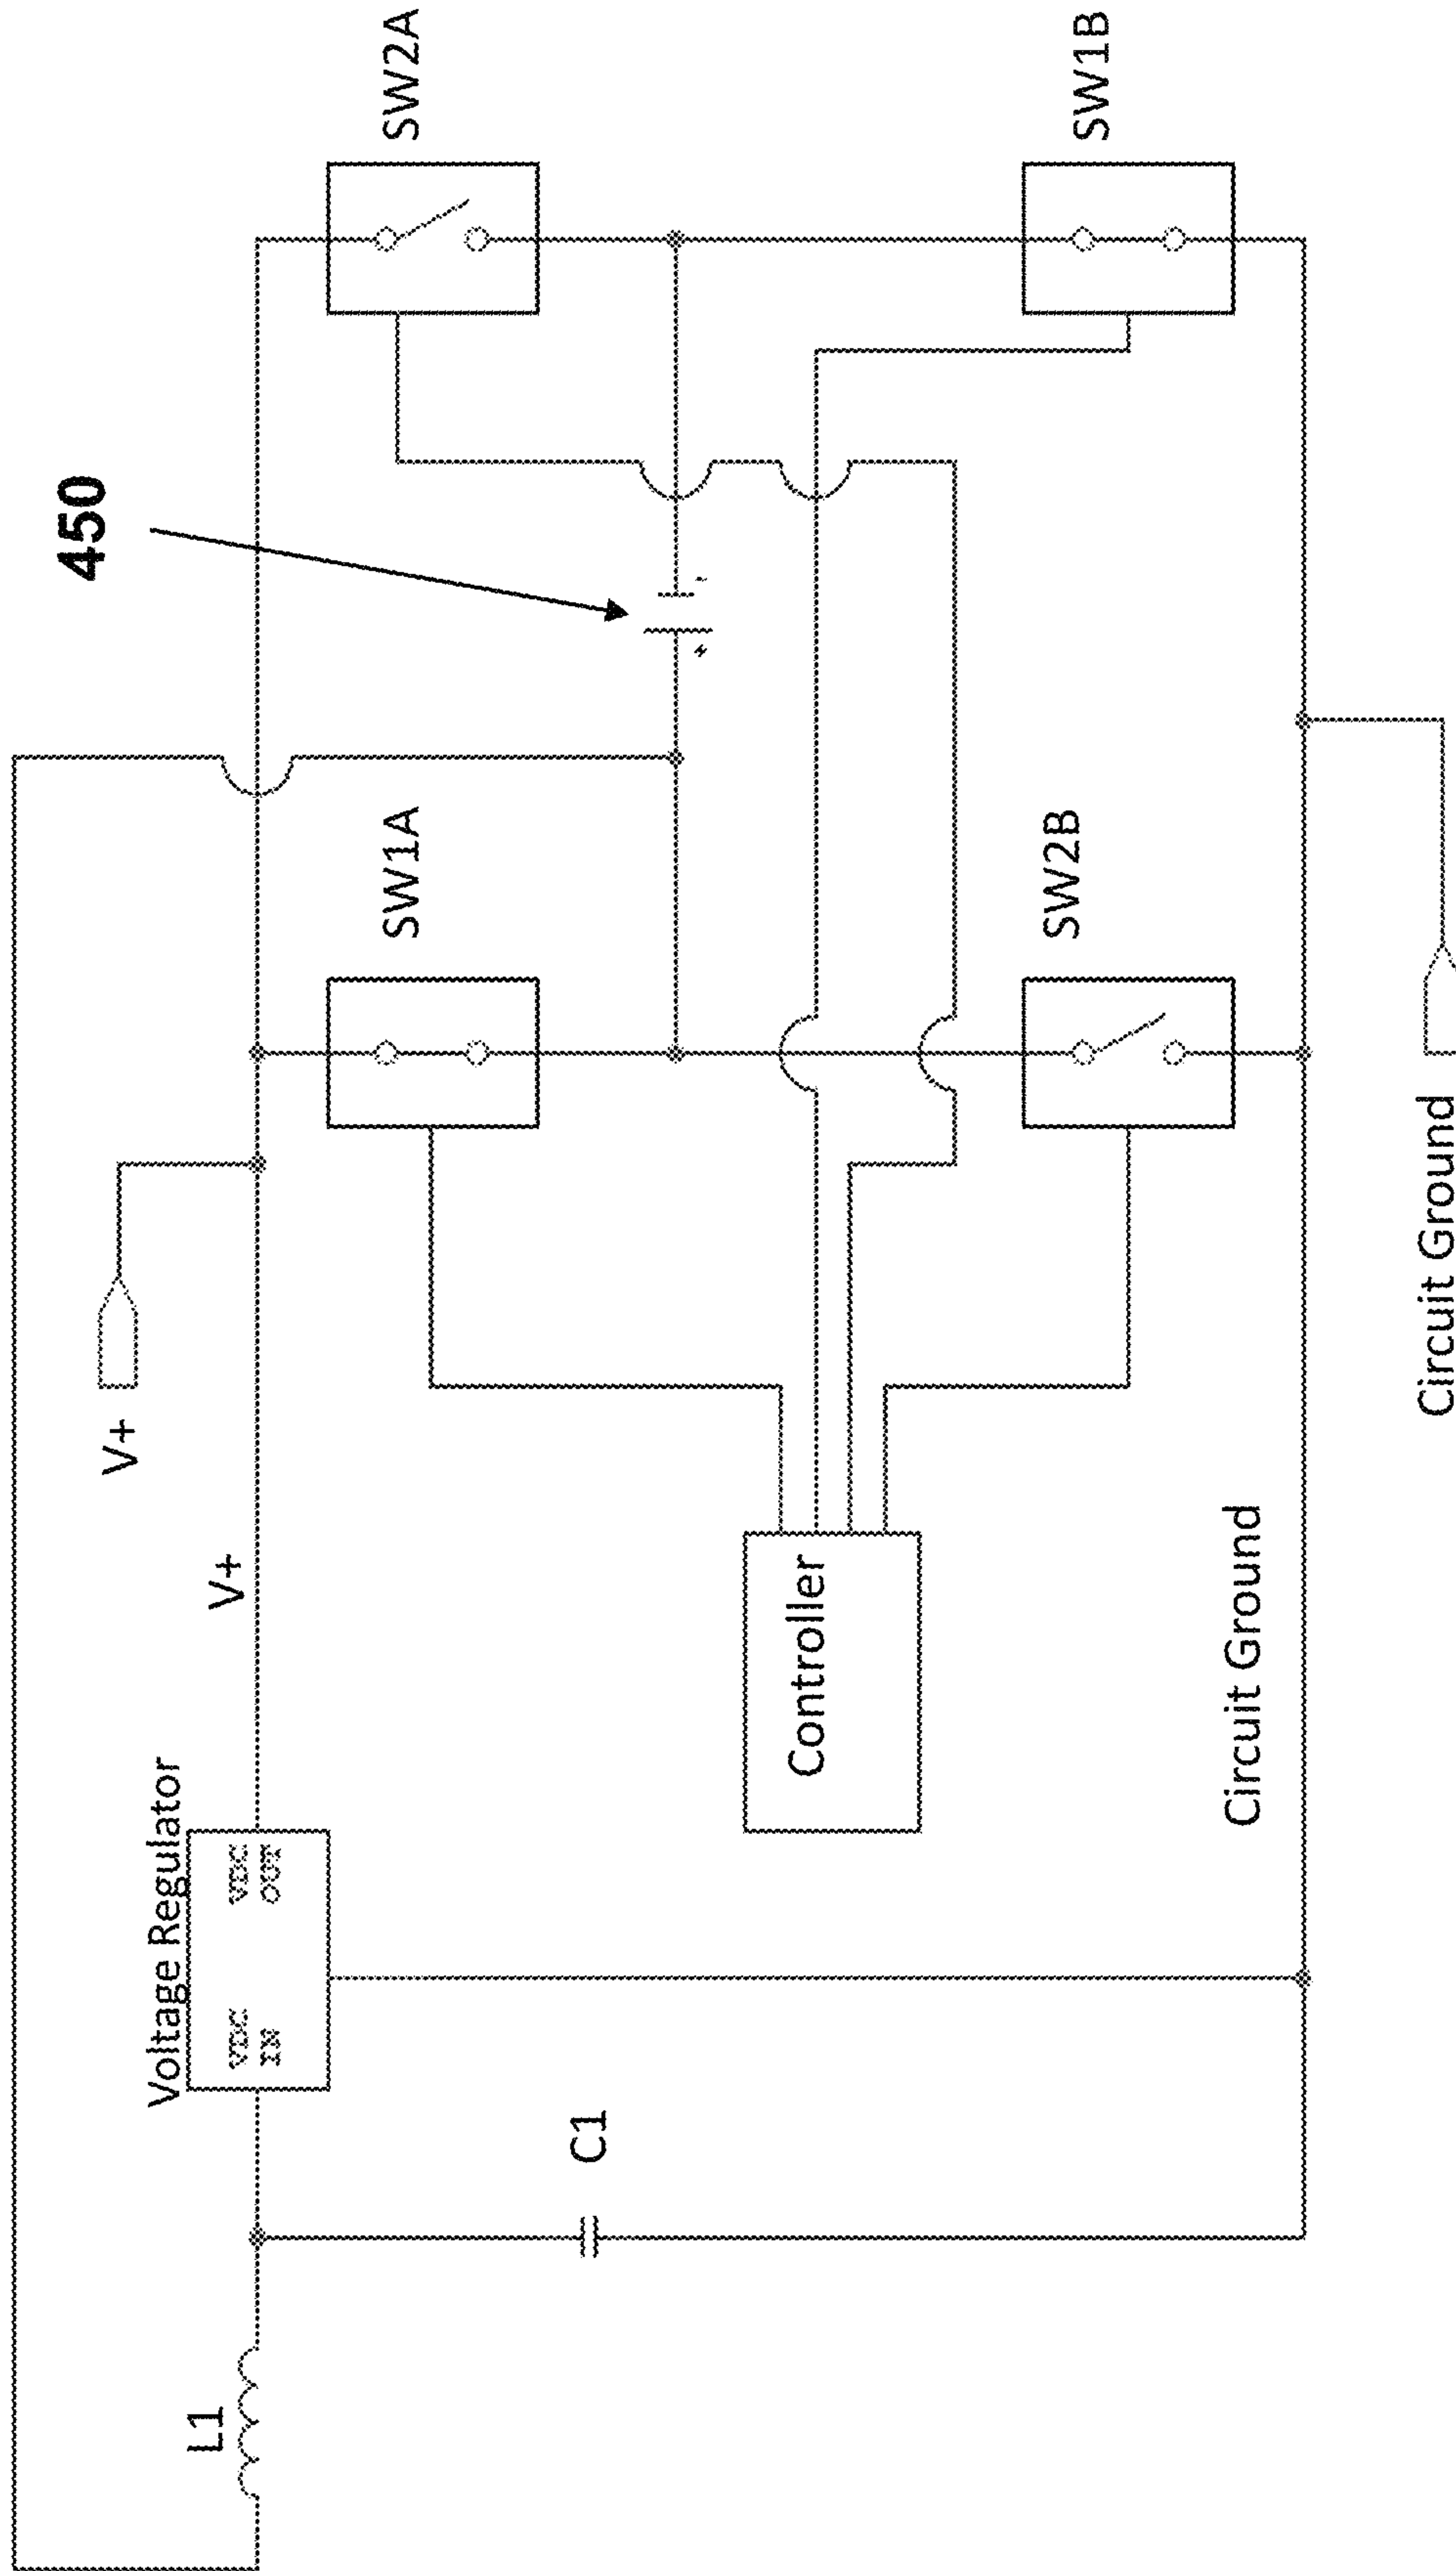 L1
C1
Voltage Regulator
VDC
IN
VDC
OUT
V+
V+
Controller
Circuit Ground
Circuit Ground
SW1A
SW2B
450
+
-
SW2A
SW1B